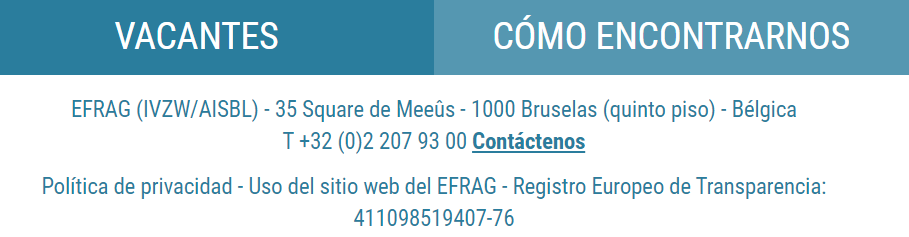 VACANTES
CÓMO ENCONTRARNOS
EFRAG (IVZW/AISBL) - 35 Square de Meeûs - 1000 Bruselas (quinto piso) - Bélgica
T +32 (0)2 207 93 00 Contáctenos
Política de privacidad - Uso del sitio web del EFRAG - Registro Europeo de Transparencia:
411098519407-76